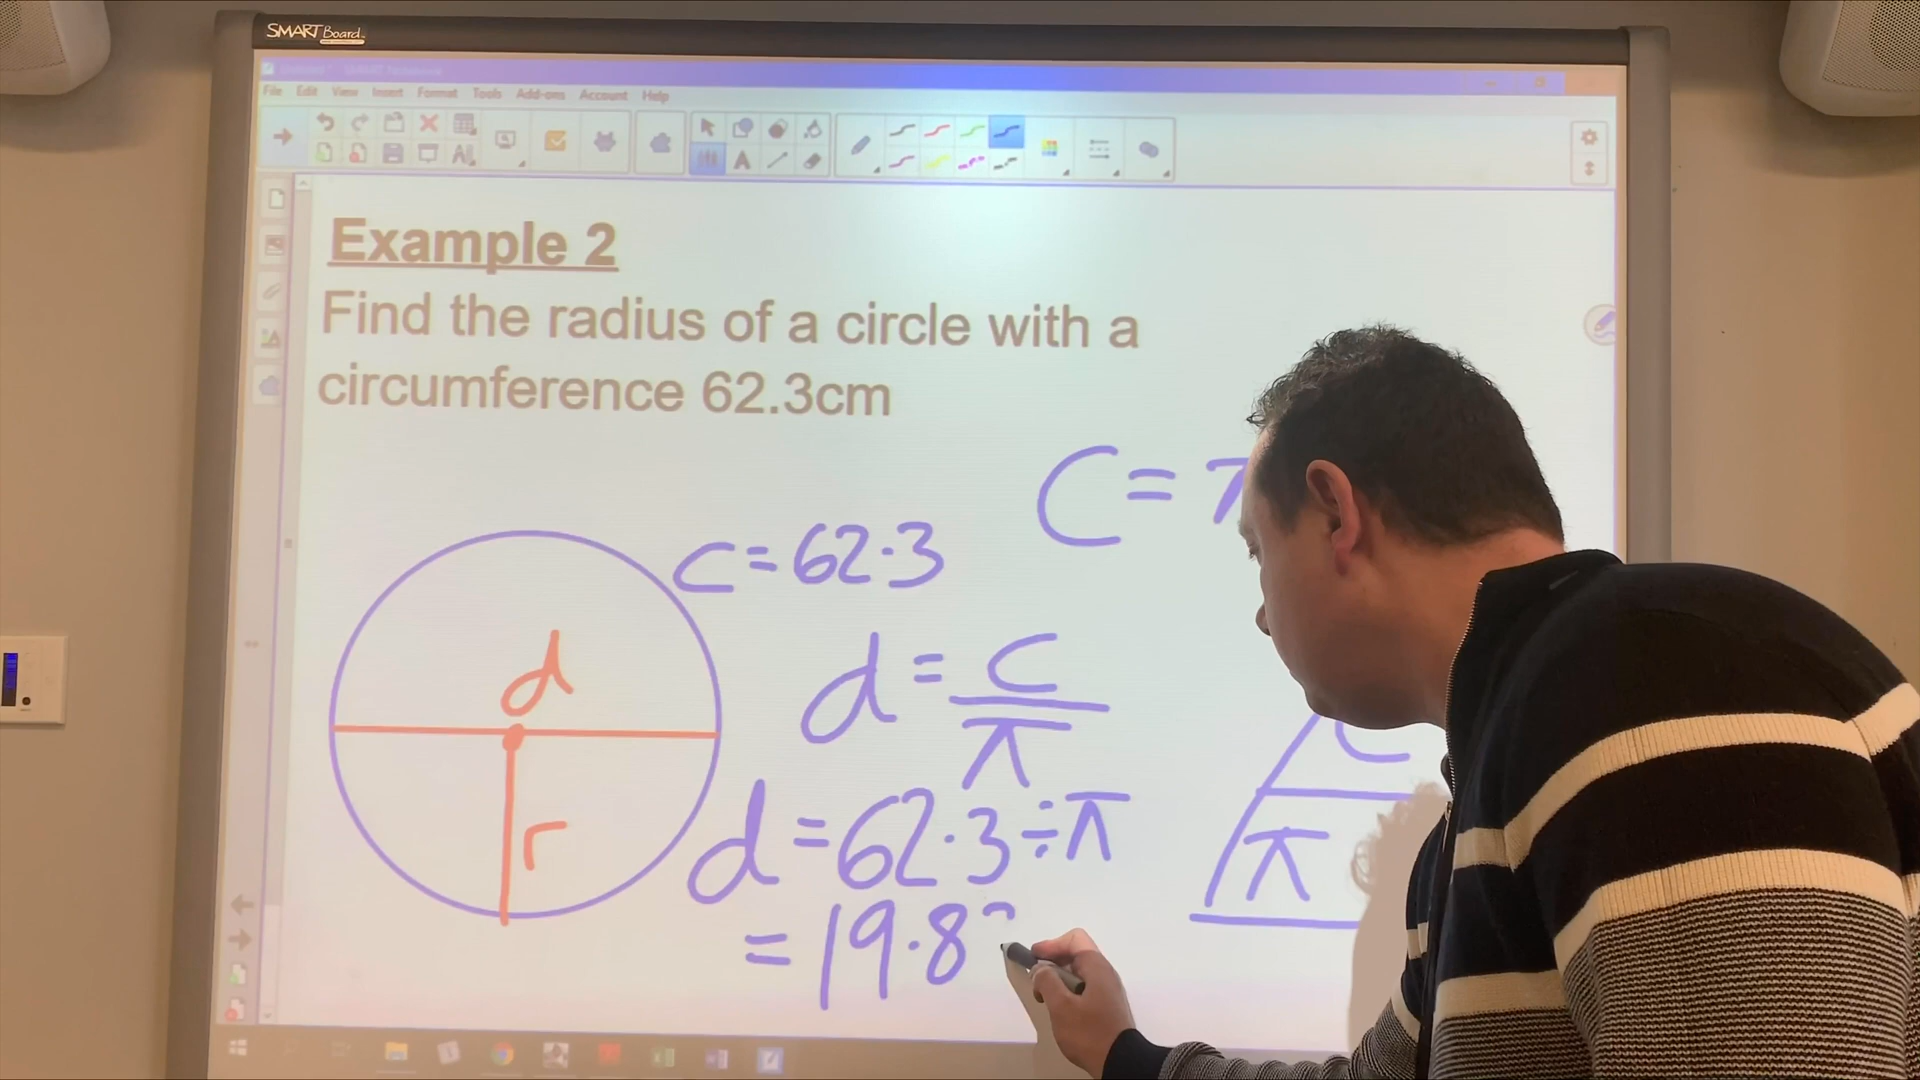 SMART Board
File Edit View Insert Format Tools Add-ons Account Help
Example 2
Find the radius of a circle with a
circumference 62.3cm
C = π
c = 62.3
d
d = c
π
r
d = 62.3 ÷ π
= 19.8
c
π